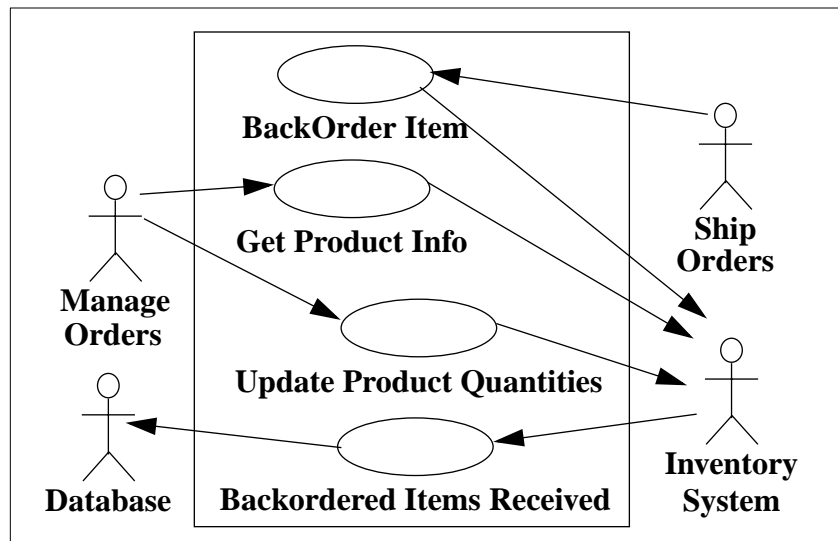 BackOrder Item
Get Product Info
Ship
Orders
Manage
Orders
Update Product Quantities
Database
Backordered Items Received
Inventory
System